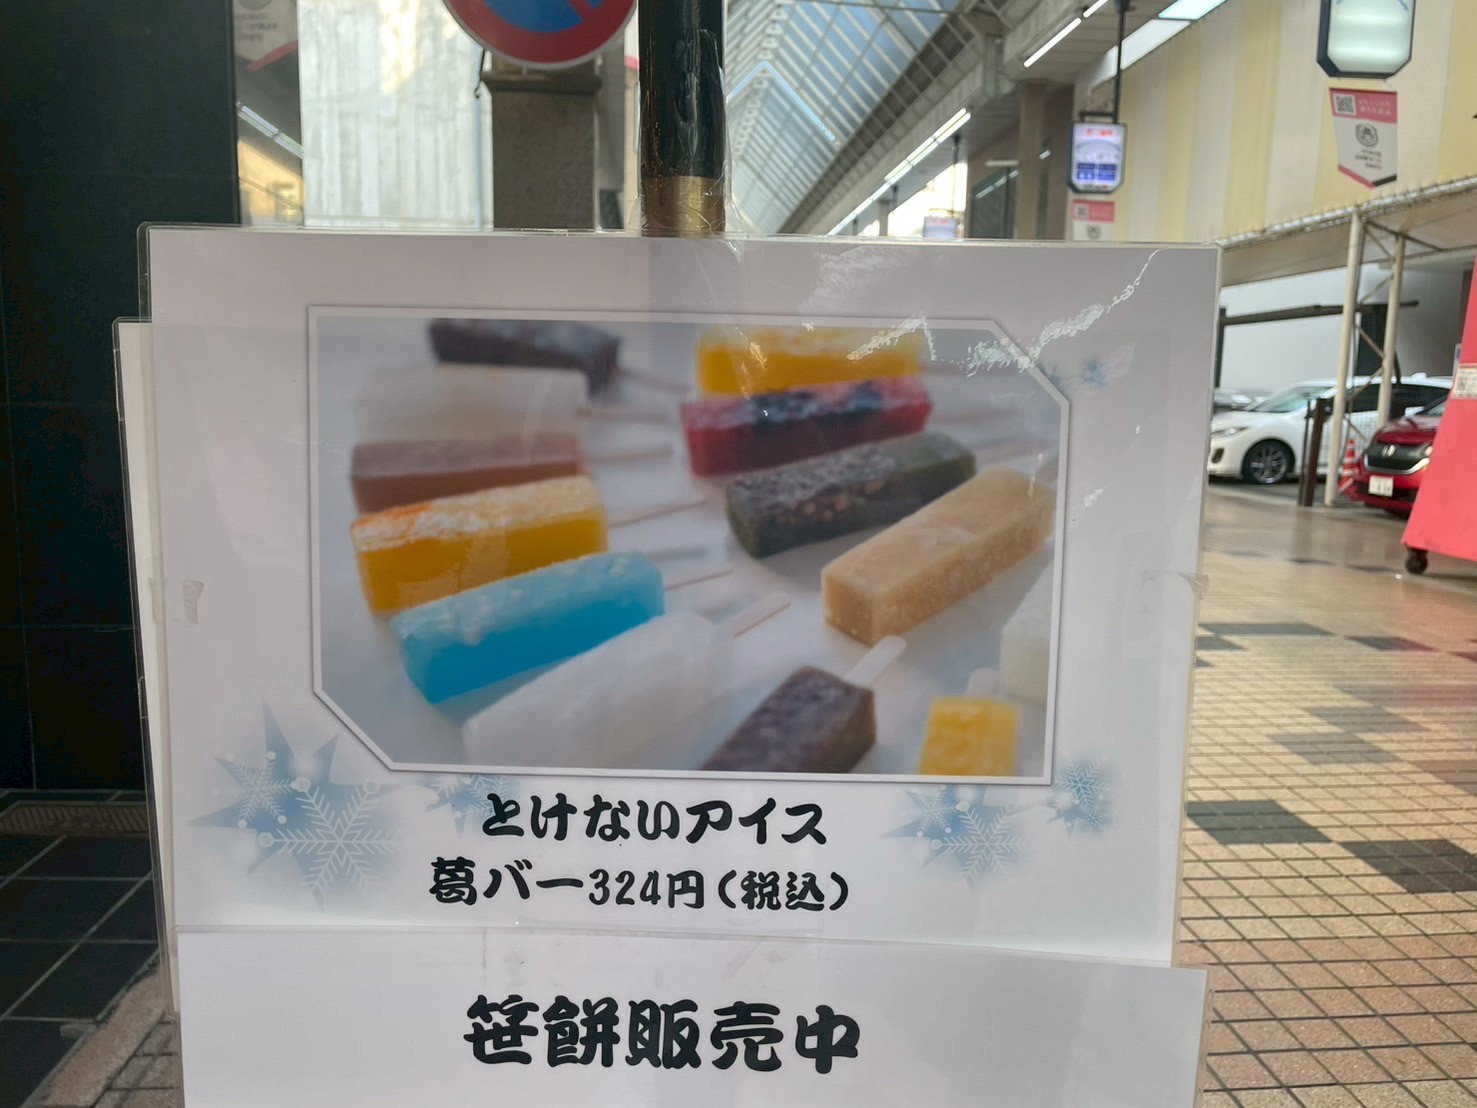 とけないアイス
葛バー324円(税込)
笹餅販売中